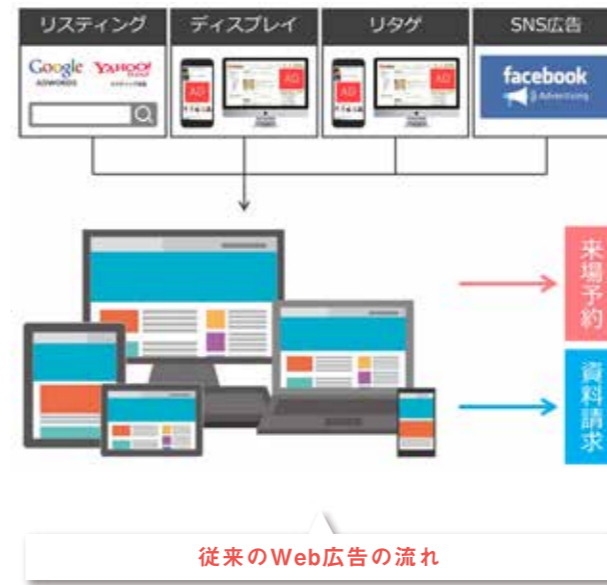 リスティング
ディスプレイ
リタゲ
SNS広告
Google
ADWORDS
YAHOO!
JAPAN
AD
AD
AD
AD
facebook
Advertising
来場予約
資料請求
従来のWeb広告の流れ